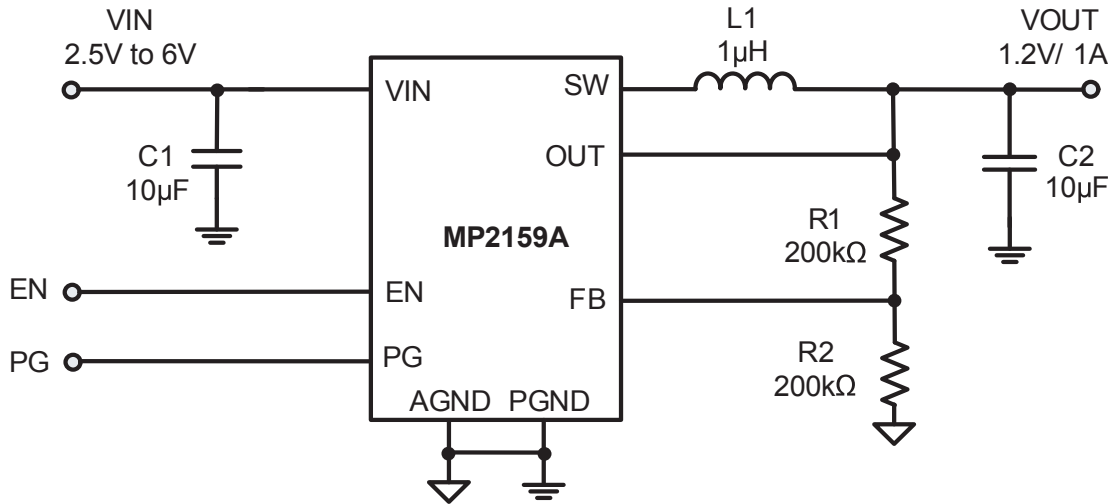 VIN
2.5V to 6V
L1
1µH
VOUT
1.2V/ 1A
VIN
SW
C1
10µF
OUT
C2
10µF
MP2159A
R1
200kΩ
EN
EN
FB
PG
PG
R2
200kΩ
AGND
PGND